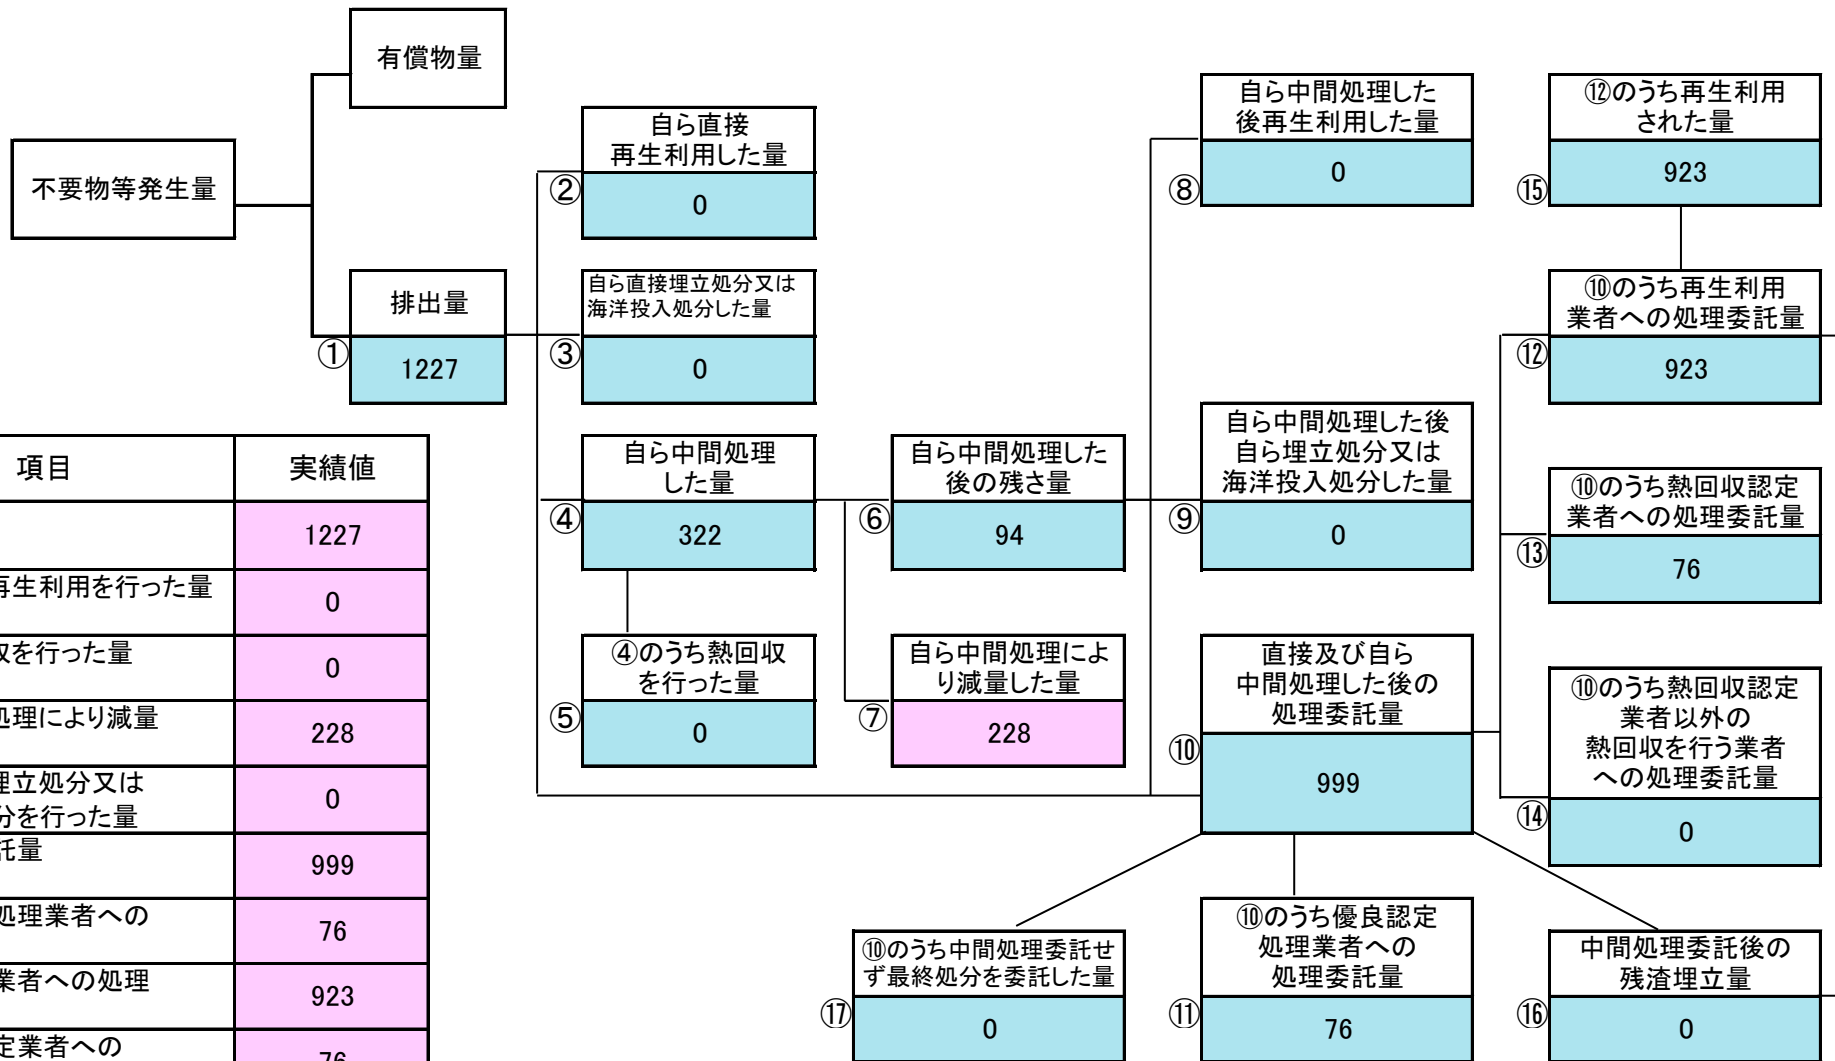 有償物量
不要物等発生量
排出量
①
1227
自ら直接
再生利用した量
②
0
自ら直接埋立処分又は
海洋投入処分した量
③
0
自ら中間処理
した量
④
322
④のうち熱回収
を行った量
⑤
0
自ら中間処理した
後の残さ量
⑥
94
自ら中間処理によ
り減量した量
⑦
228
自ら中間処理した
後再生利用した量
⑧
0
自ら中間処理した後
自ら埋立処分又は
海洋投入処分した量
⑨
0
直接及び自ら
中間処理した後の
処理委託量
⑩
999
⑩のうち優良認定
処理業者への
処理委託量
⑪
76
⑫のうち再生利用
された量
⑮
923
⑩のうち再生利用
業者への処理委託量
⑫
923
⑩のうち熱回収認定
業者への処理委託量
⑬
76
⑩のうち熱回収認定
業者以外の
熱回収を行う業者
への処理委託量
⑭
0
中間処理委託後の
残渣埋立量
⑯
0
⑩のうち中間処理委託せ
ず最終処分を委託した量
⑰
0
項目 実績値
1227
再生利用を行った量
0
収を行った量
0
処理により減量
228
埋立処分又は
分を行った量
0
託量
999
処理業者への
76
業者への処理
923
定業者への
76